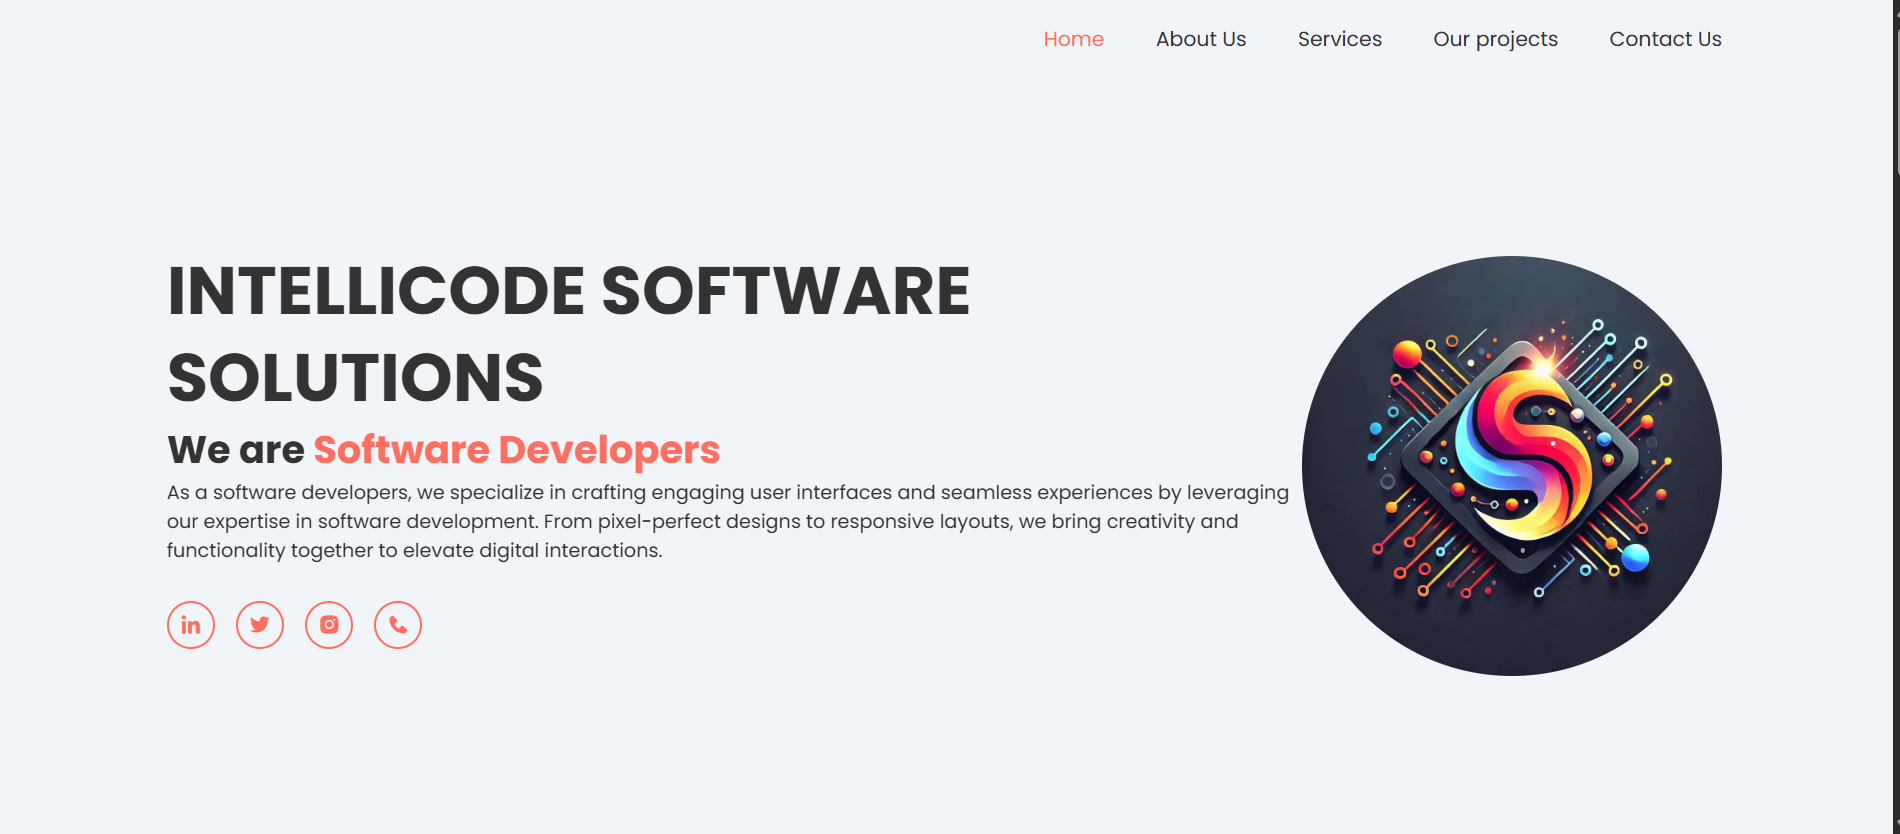 Home About Us Services Our projects Contact Us
INTELLICODE SOFTWARE
SOLUTIONS
We are Software Developers
As a software developers, we specialize in crafting engaging user interfaces and seamless experiences by leveraging
our expertise in software development. From pixel-perfect designs to responsive layouts, we bring creativity and
functionality together to elevate digital interactions.